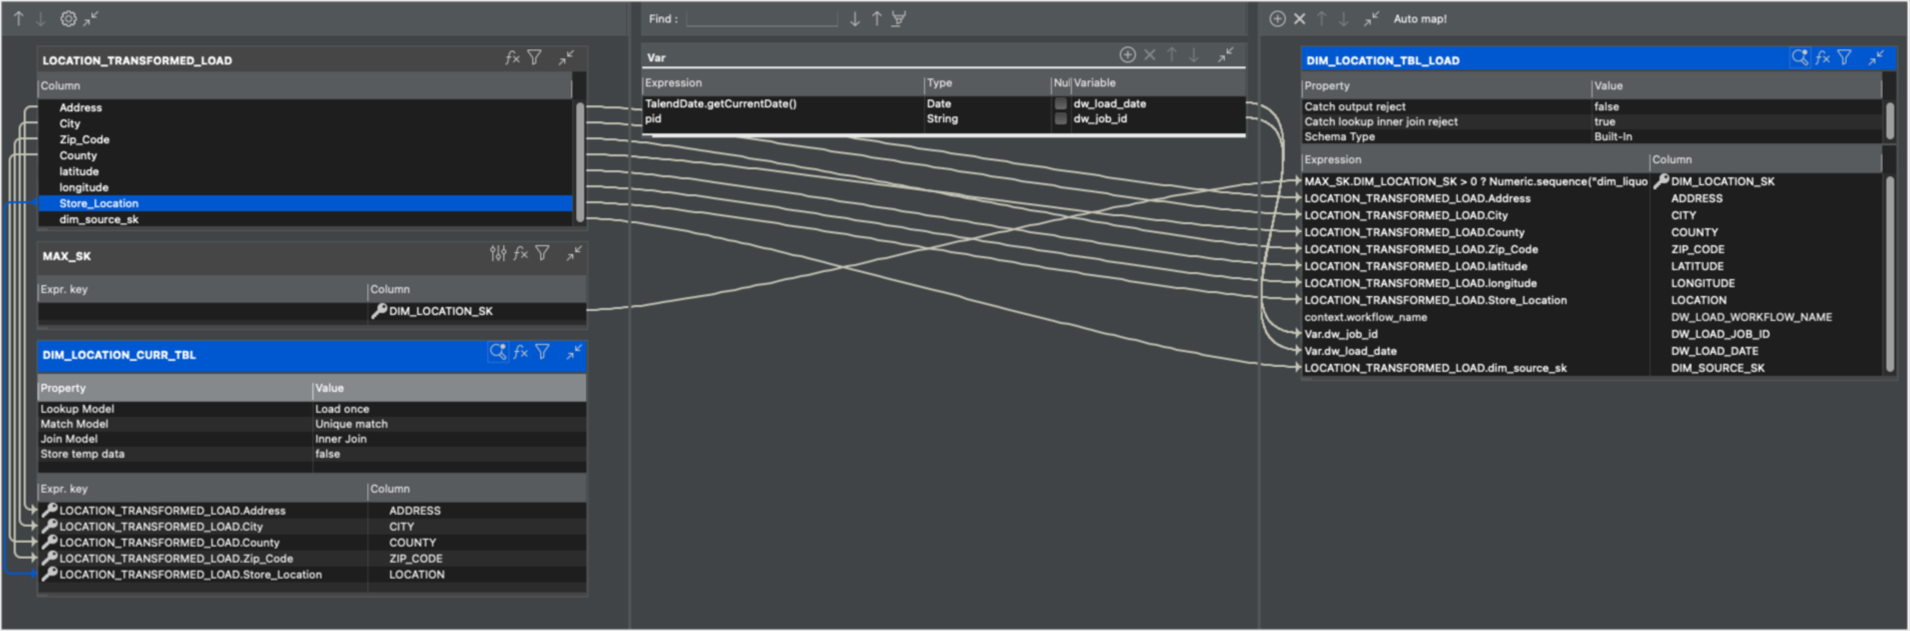 Find :
Auto map!
LOCATION_TRANSFORMED_LOAD
Column
Address
City
Zip_Code
County
latitude
longitude
Store_Location
dim_source_sk
MAX_SK
Expr. key Column
DIM_LOCATION_SK
DIM_LOCATION_CURR_TBL
Property Value
Lookup Model Load once
Match Model Unique match
Join Model Inner Join
Store temp data false
Expr. key Column
LOCATION_TRANSFORMED_LOAD.Address ADDRESS
LOCATION_TRANSFORMED_LOAD.City CITY
LOCATION_TRANSFORMED_LOAD.County COUNTY
LOCATION_TRANSFORMED_LOAD.Zip_Code ZIP_CODE
LOCATION_TRANSFORMED_LOAD.Store_Location LOCATION
Var
Expression Type Nul Variable
TalendDate.getCurrentDate() Date dw_load_date
pid String dw_job_id
DIM_LOCATION_TBL_LOAD
Property Value
Catch output reject false
Catch lookup inner join reject true
Schema Type Built-In
Expression Column
MAX_SK.DIM_LOCATION_SK > 0 ? Numeric.sequence("dim_liquo DIM_LOCATION_SK
LOCATION_TRANSFORMED_LOAD.Address ADDRESS
LOCATION_TRANSFORMED_LOAD.City CITY
LOCATION_TRANSFORMED_LOAD.County COUNTY
LOCATION_TRANSFORMED_LOAD.Zip_Code ZIP_CODE
LOCATION_TRANSFORMED_LOAD.latitude LATITUDE
LOCATION_TRANSFORMED_LOAD.longitude LONGITUDE
LOCATION_TRANSFORMED_LOAD.Store_Location LOCATION
context.workflow_name DW_LOAD_WORKFLOW_NAME
Var.dw_job_id DW_LOAD_JOB_ID
Var.dw_load_date DW_LOAD_DATE
LOCATION_TRANSFORMED_LOAD.dim_source_sk DIM_SOURCE_SK